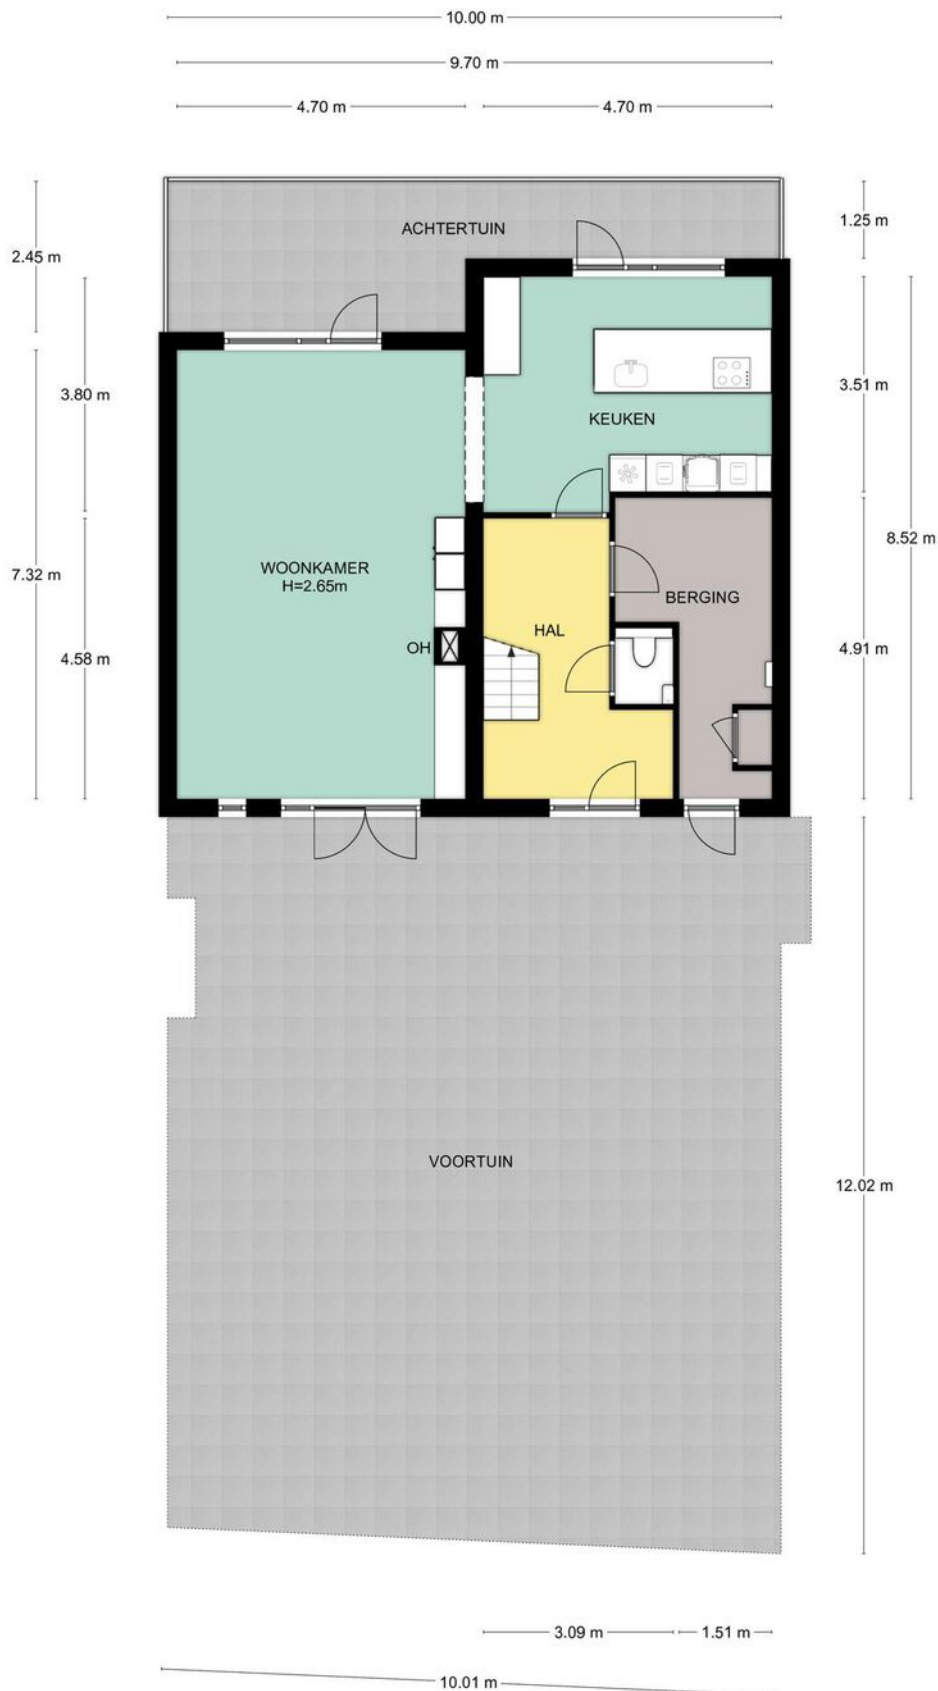 10.00 m
9.70 m
4.70 m
4.70 m
1.25 m
ACHTERTUIN
2.45 m
3.51 m
3.80 m
KEUKEN
8.52 m
WOONKAMER
H=2.65m
7.32 m
BERGING
HAL
OH
4.91 m
4.58 m
VOORTUIN
12.02 m
3.09 m
1.51 m
10.01 m